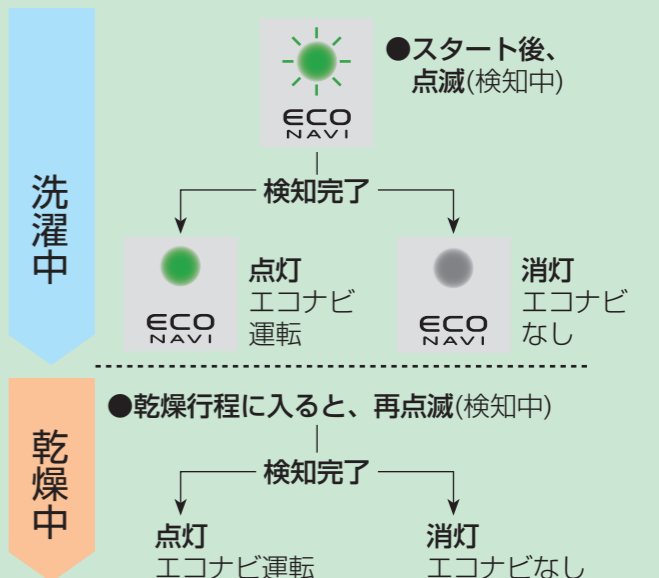 ●スタート後、
点滅(検知中)
ECO
NAVI
検知完了
洗濯中
ECO
NAVI
点灯
エコナビ
運転
ECO
NAVI
消灯
エコナビ
なし
●乾燥行程に入ると、再点滅(検知中)
乾燥中
検知完了
点灯
エコナビ運転
消灯
エコナビなし